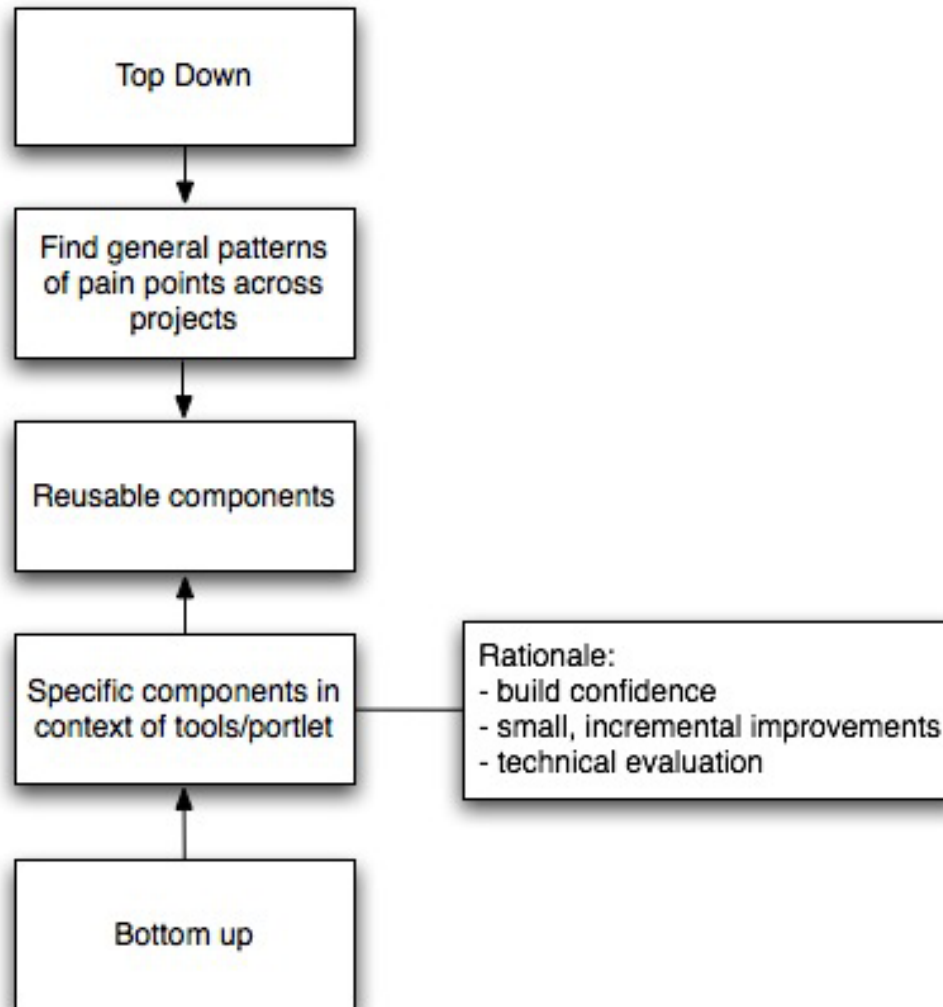 Top Down
Find general patterns
of pain points across
projects
Reusable components
Specific components in
context of tools/portlet
Rationale:
- build confidence
- small, incremental improvements
- technical evaluation
Bottom up